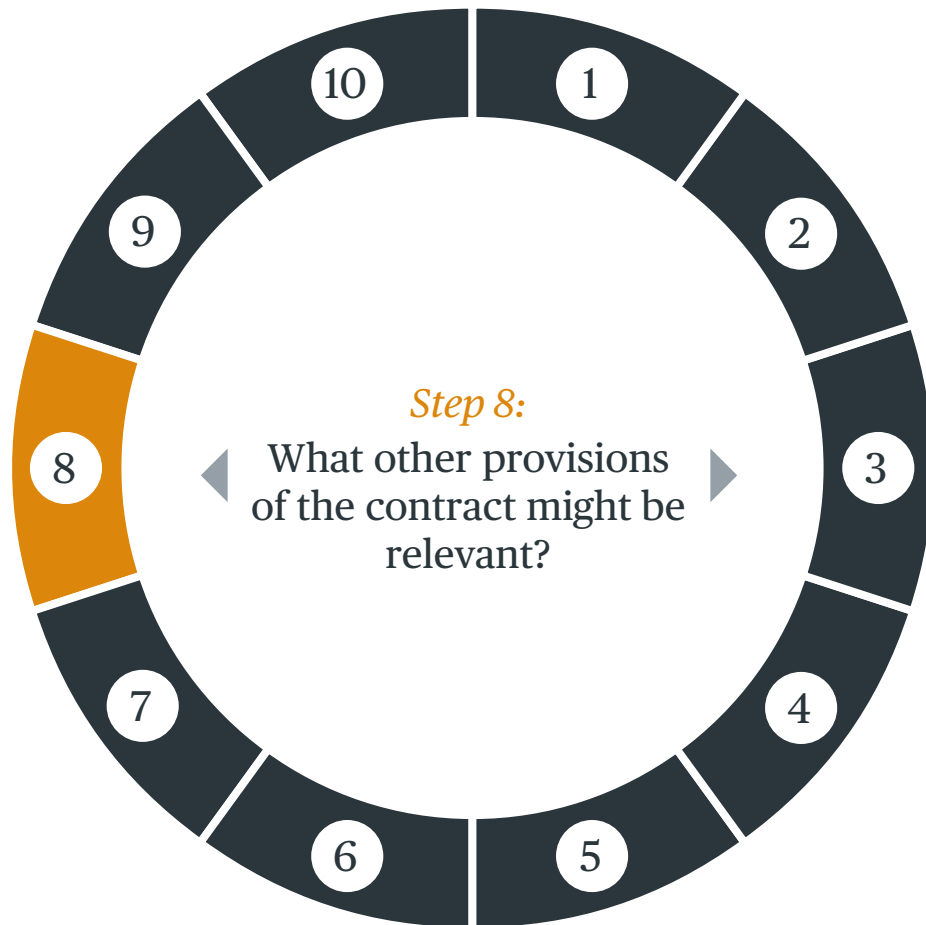 10
1
9
2
Step 8:
What other provisions
of the contract might be
relevant?
8
3
7
4
6
5